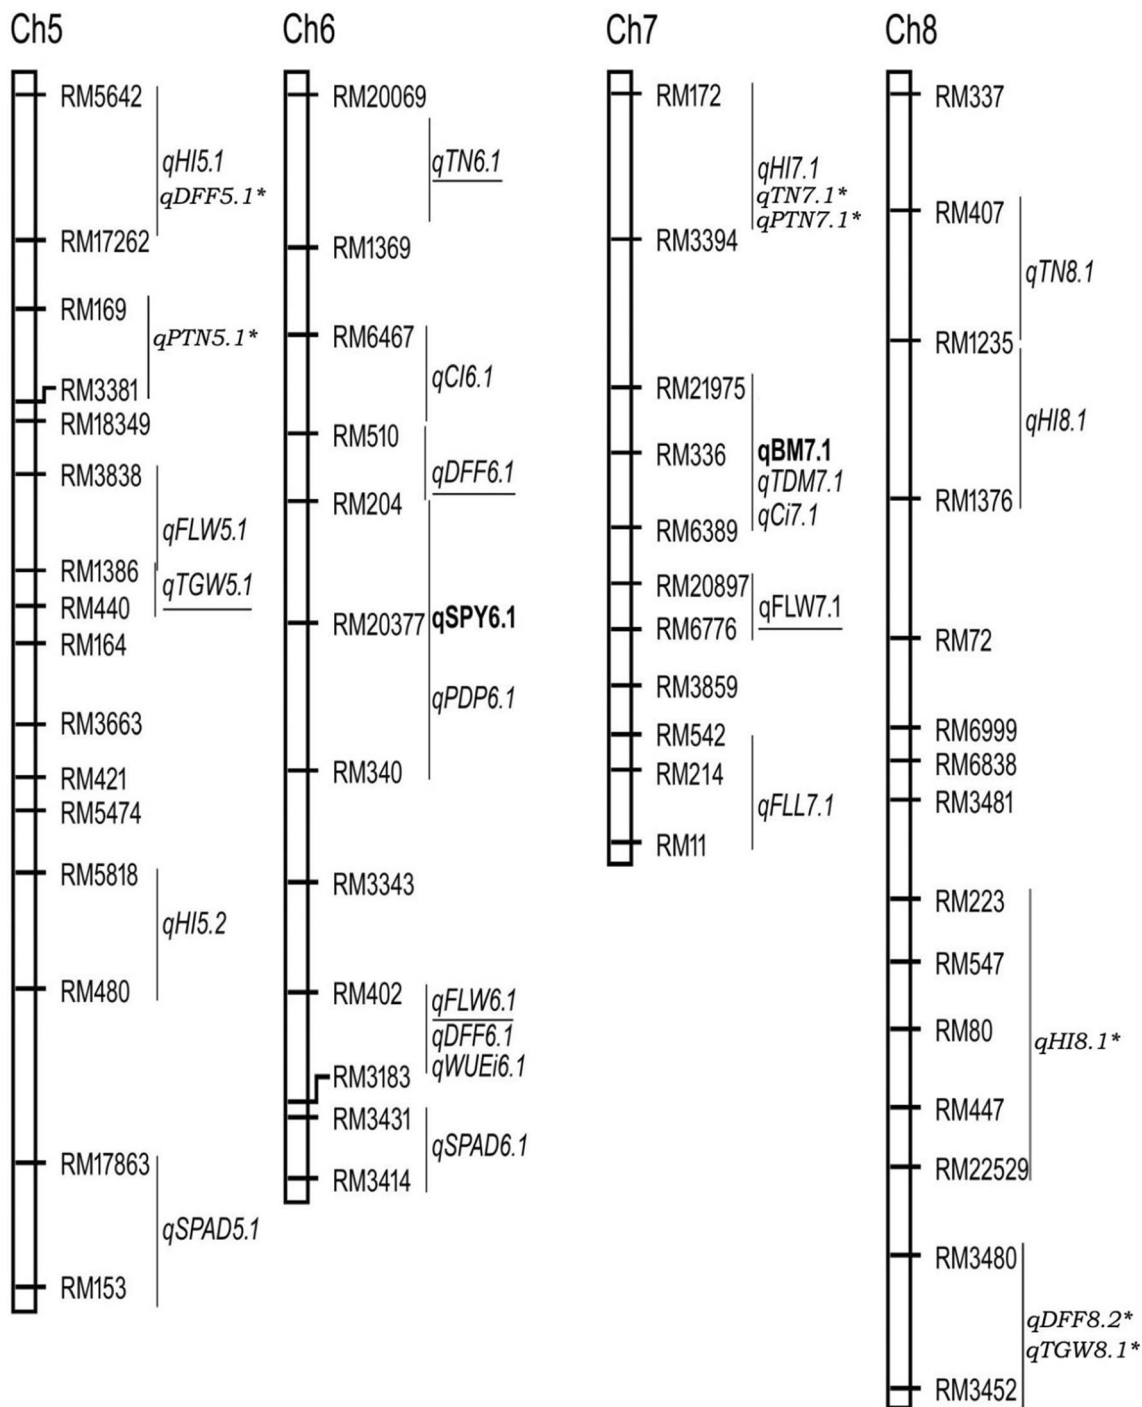 Ch5
RM5642
qHI5.1
qDFF5.1*
RM17262
RM169
qPTN5.1*
RM3381
RM18349
RM3838
qFLW5.1
RM1386
qTGW5.1
RM440
RM164
RM3663
RM421
RM5474
RM5818
qHI5.2
RM480
RM17863
qSPAD5.1
RM153
Ch6
RM20069
qTN6.1
RM1369
RM6467
qCI6.1
RM510
qDFF6.1
RM204
RM20377
qSPY6.1
qPDP6.1
RM340
RM3343
RM402
qFLW6.1
qDFF6.1
qWUEi6.1
RM3183
RM3431
qSPAD6.1
RM3414
Ch7
RM172
qHI7.1
qTN7.1*
qPTN7.1*
RM3394
RM21975
RM336
qBM7.1
qTDM7.1
qCi7.1
RM6389
RM20897
qFLW7.1
RM6776
RM3859
RM542
RM214
qFLL7.1
RM11
Ch8
RM337
RM407
qTN8.1
RM1235
qHI8.1
RM1376
RM72
RM6999
RM6838
RM3481
RM223
RM547
RM80
qHI8.1*
RM447
RM22529
RM3480
qDFF8.2*
qTGW8.1*
RM3452